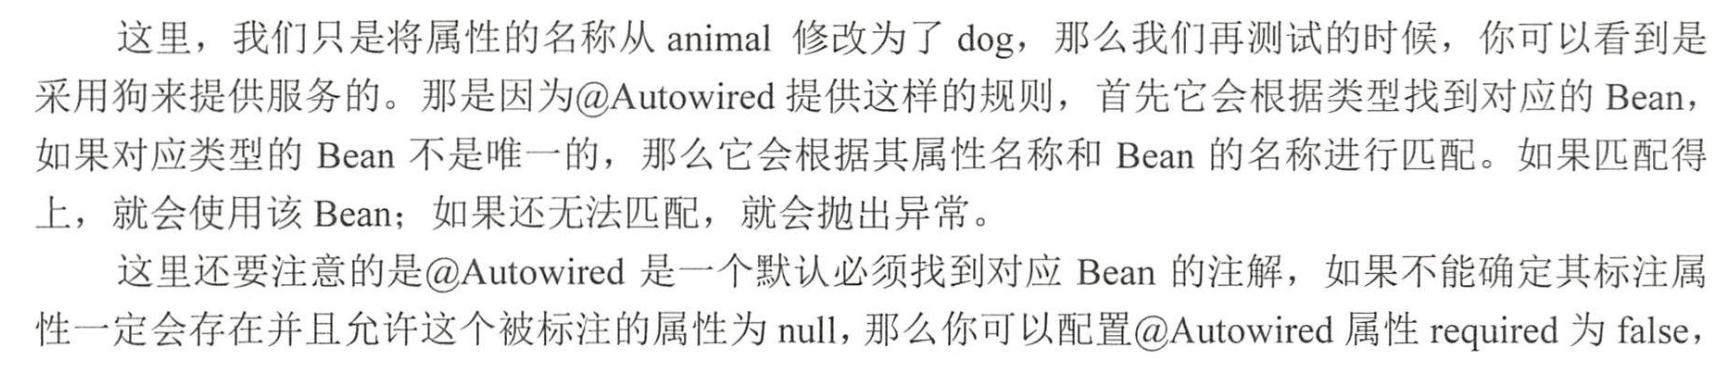 这里，我们只是将属性的名称从 animal 修改为了 dog，那么我们再测试的时候，你可以看到是
采用狗来提供服务的。那是因为@Autowired 提供这样的规则，首先它会根据类型找到对应的 Bean，
如果对应类型的 Bean 不是唯一的，那么它会根据其属性名称和 Bean 的名称进行匹配。如果匹配得
上，就会使用该 Bean；如果还无法匹配，就会抛出异常。
这里还要注意的是@Autowired 是一个默认必须找到对应 Bean 的注解，如果不能确定其标注属
性一定会存在并且允许这个被标注的属性为 null，那么你可以配置@Autowired 属性 required 为 false，